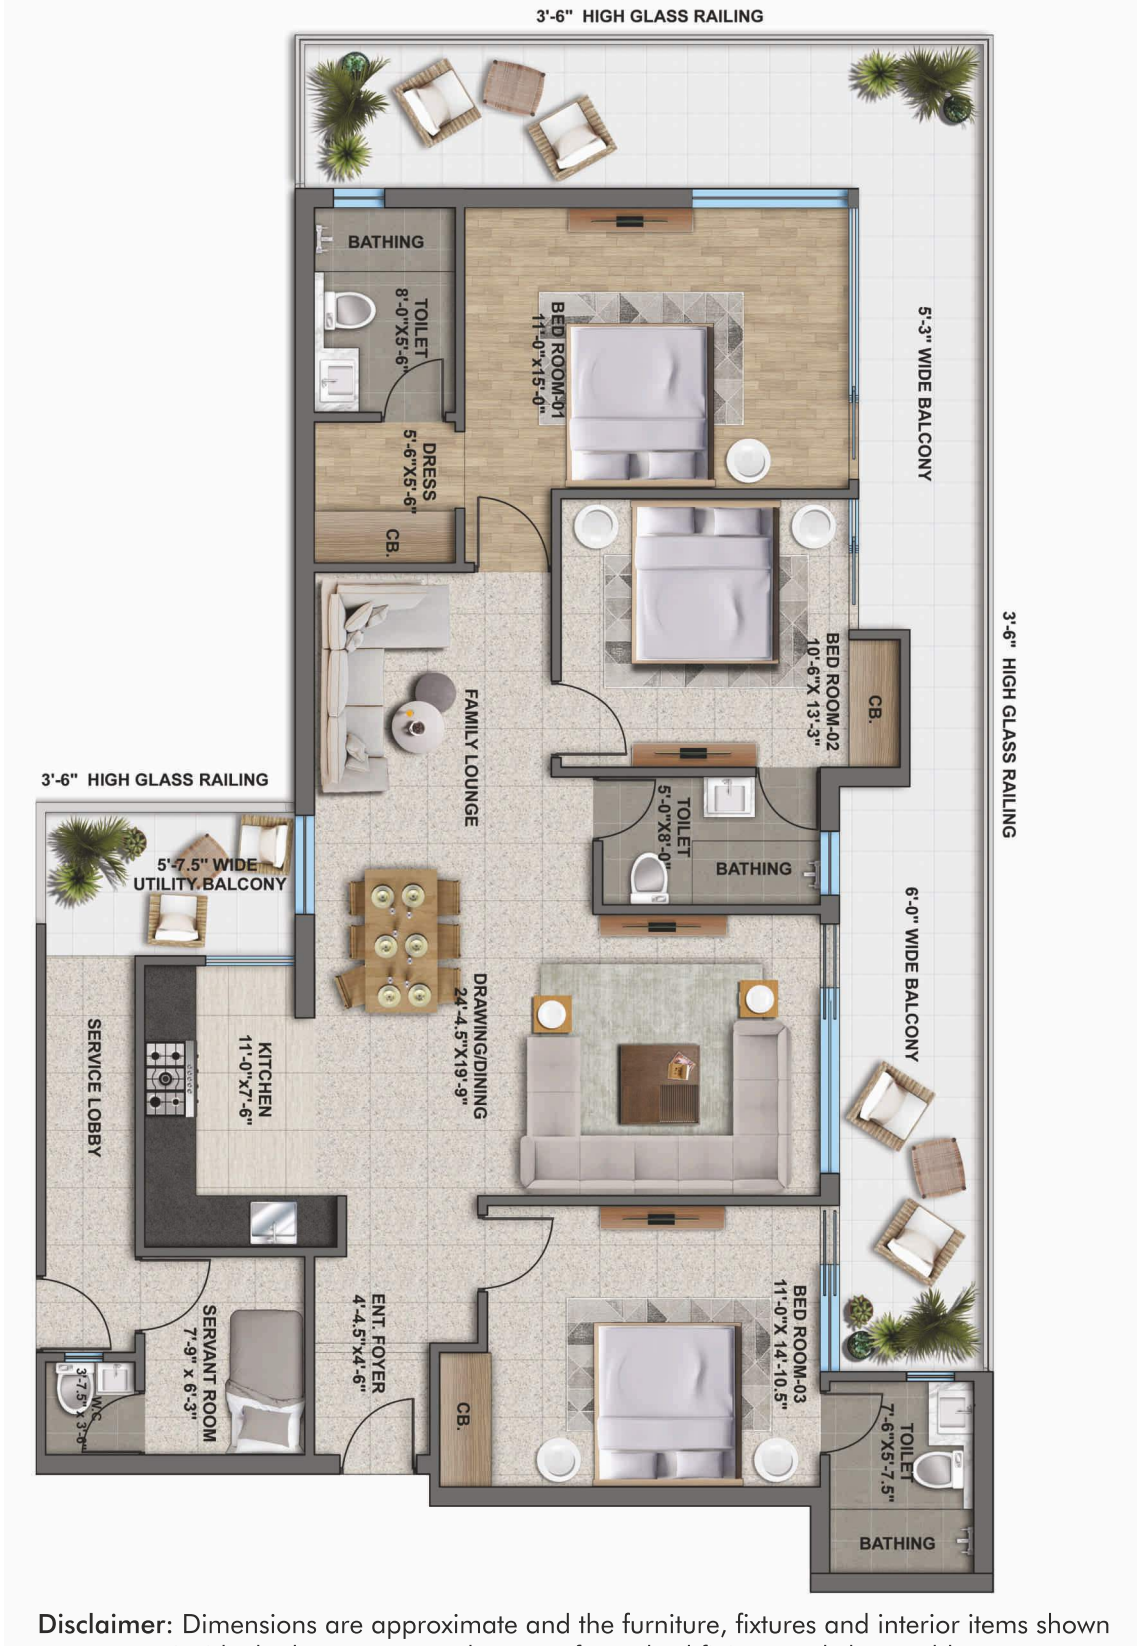 3'-6" HIGH GLASS RAILING
BATHING
TOILET
8'-0"X5'-6"
BED ROOM-01
11'-0"x15'-0"
5'-3" WIDE BALCONY
DRESS
5'-6"X5'-6"
CB.
BED ROOM-02
10'-6"X 13'-3"
CB.
3'-6" HIGH GLASS RAILING
FAMILY LOUNGE
3'-6" HIGH GLASS RAILING
5'-7.5" WIDE
UTILITY BALCONY
TOILET
5'-0"X8'-0"
BATHING
6'-0" WIDE BALCONY
DRAWING/DINING
24'-4.5"X19'-9"
SERVICE LOBBY
KITCHEN
11'-0"x7'-6"
ENT. FOYER
4'-4.5"x4'-6"
SERVANT ROOM
7'-9" x 6'-3"
W.C
3'-7.5" x 3'-6"
BED ROOM-03
11'-0"X 14'-10.5"
CB.
TOILET
7'-6"X5'-7.5"
BATHING
Disclaimer: Dimensions are approximate and the furniture, fixtures and interior items shown